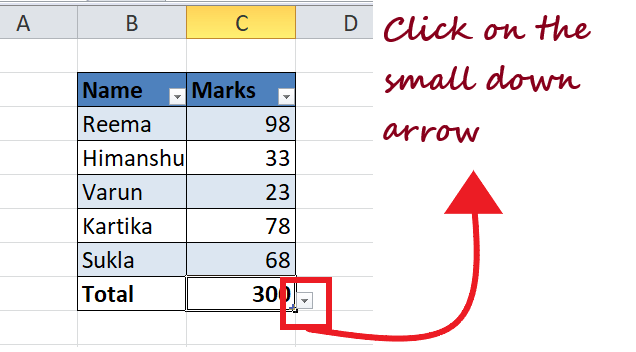 A B C D
Name Marks
Reema 98
Himanshu 33
Varun 23
Kartika 78
Sukla 68
Total 300
Click on the
small down
arrow